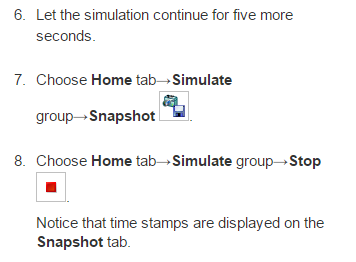 6. Let the simulation continue for five more
seconds.
7. Choose Home tab→Simulate
group→Snapshot .
8. Choose Home tab→Simulate group→Stop
.
Notice that time stamps are displayed on the
Snapshot tab.